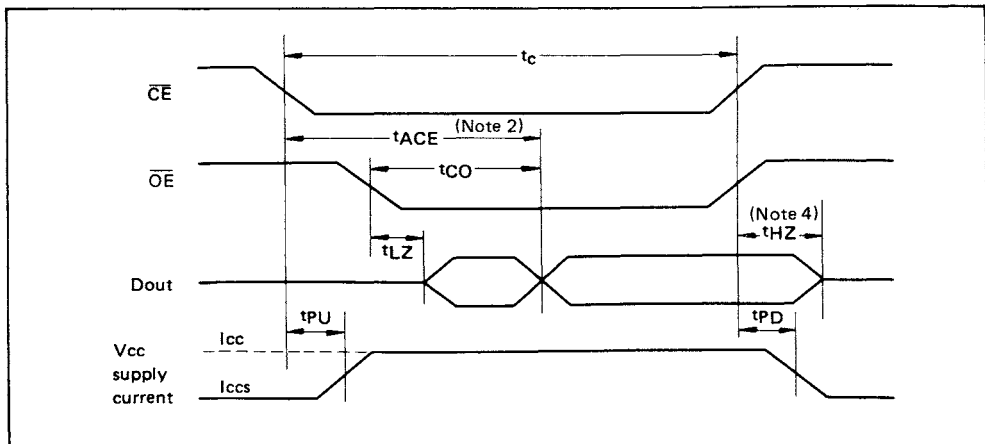 tC
CE
(Note 2)
tACE
tCO
OE
(Note 4)
tHZ
tLZ
Dout
tPU
tPD
Icc
Vcc
supply
Iccs
current